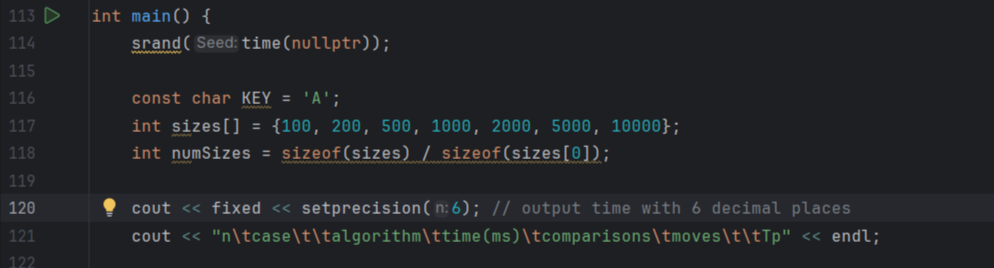 113 int main() {
114 srand(Seed:time(nullptr));
115
116 const char KEY = 'A';
117 int sizes[] = {100, 200, 500, 1000, 2000, 5000, 10000};
118 int numSizes = sizeof(sizes) / sizeof(sizes[0]);
119
120 cout << fixed << setprecision(n:6); // output time with 6 decimal places
121 cout << "n\tcase\t\talgorithm\ttime(ms)\tcomparisons\tmoves\t\tTp" << endl;
122